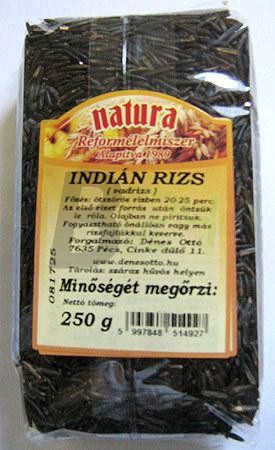 natura
Reformélelmiszer
Alapítva 1989
INDIÁN RIZS
( vadrizs )
Főzés: ötszörös vízben 20-25 perc.
Az első vizet forrás után öntsük
le róla. Olajban ne pirítsuk.
Fogyasztható önállóan vagy más
rizsfajtákkal keverve.
Forgalmazó: Dénes Ottó
7635 Pécs, Cinke dűlő 11.
www.denesotto.hu
Tárolás: száraz hűvös helyen
Minőségét megőrzi:
Nettó tömeg:
250 g
5 997848 514927
081725